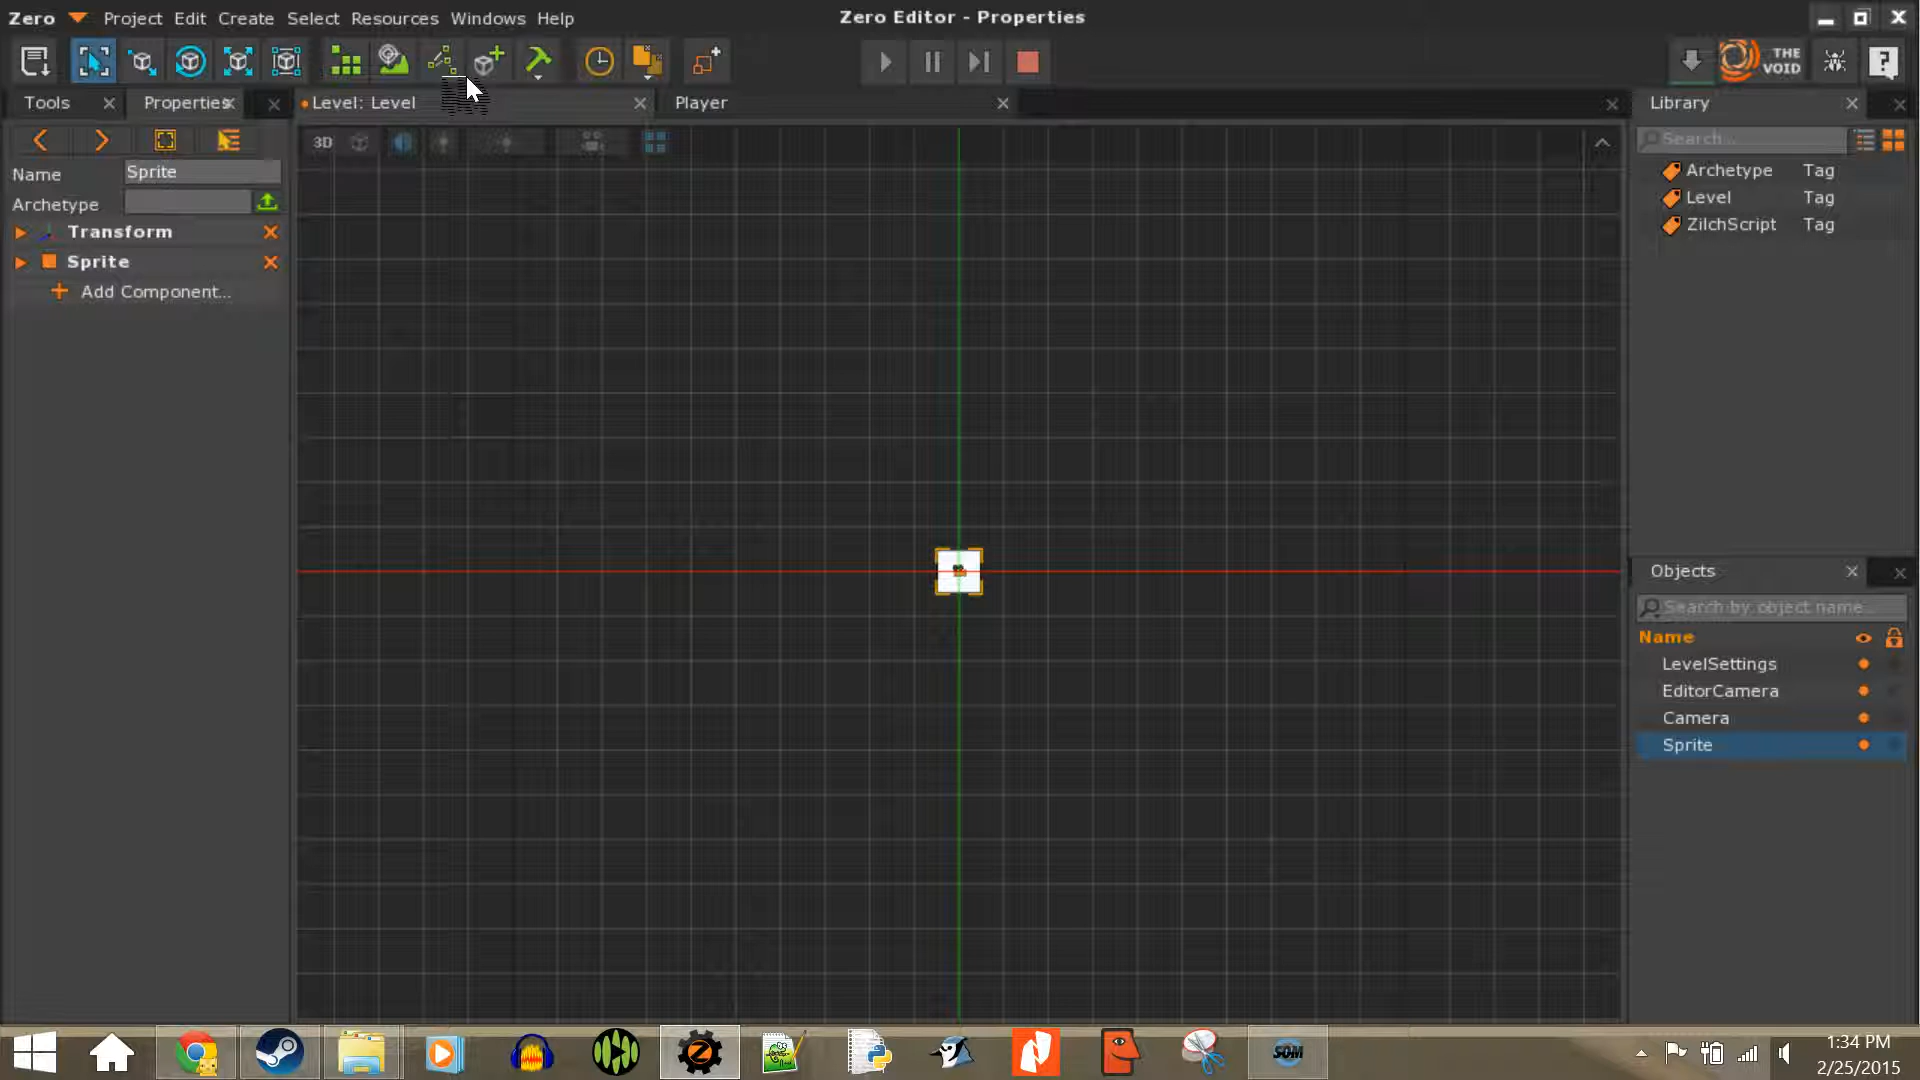 Zero Project Edit Create Select Resources Windows Help
Zero Editor - Properties
THE VOID
Tools
Properties
Level: Level
Player
Library
3D
Search...
Name Sprite
Archetype
Transform
Sprite
Add Component...
Archetype Tag
Level Tag
ZilchScript Tag
Objects
Search by object name...
Name
LevelSettings
EditorCamera
Camera
Sprite
SOM
1:34 PM
2/25/2015